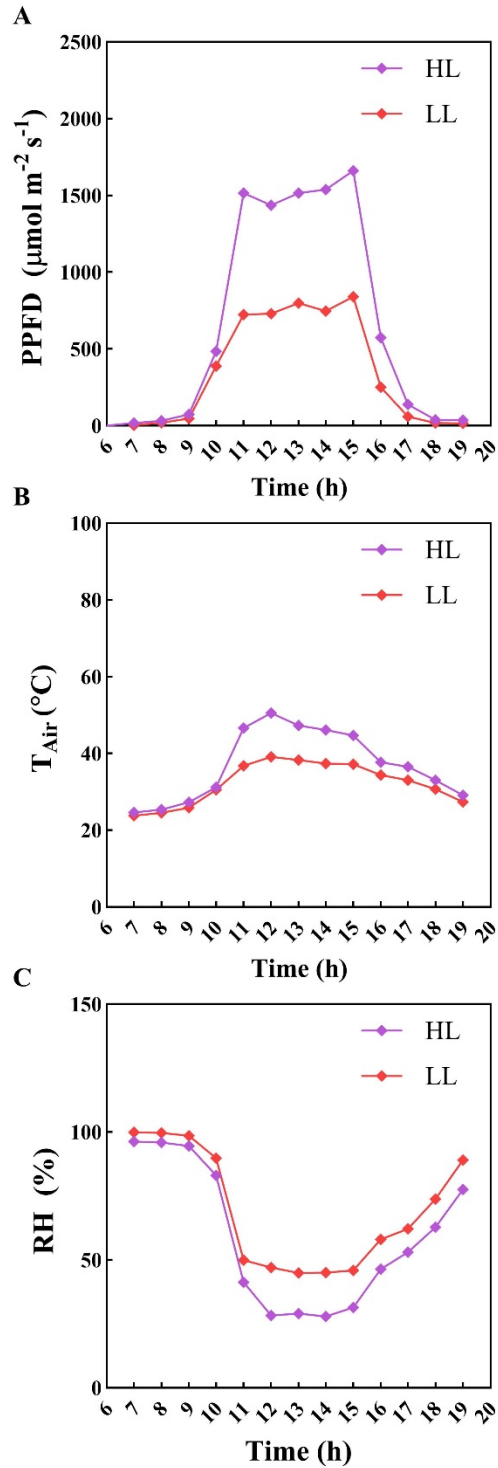 A
2500
2000
1500
1000
500
0
PPFD (μmol m⁻² s⁻¹)
HL
LL
6 7 8 9 10 11 12 13 14 15 16 17 18 19 20
Time (h)
B
100
80
60
40
20
0
T_Air (°C)
HL
LL
6 7 8 9 10 11 12 13 14 15 16 17 18 19 20
Time (h)
C
150
100
50
0
RH (%)
HL
LL
6 7 8 9 10 11 12 13 14 15 16 17 18 19 20
Time (h)